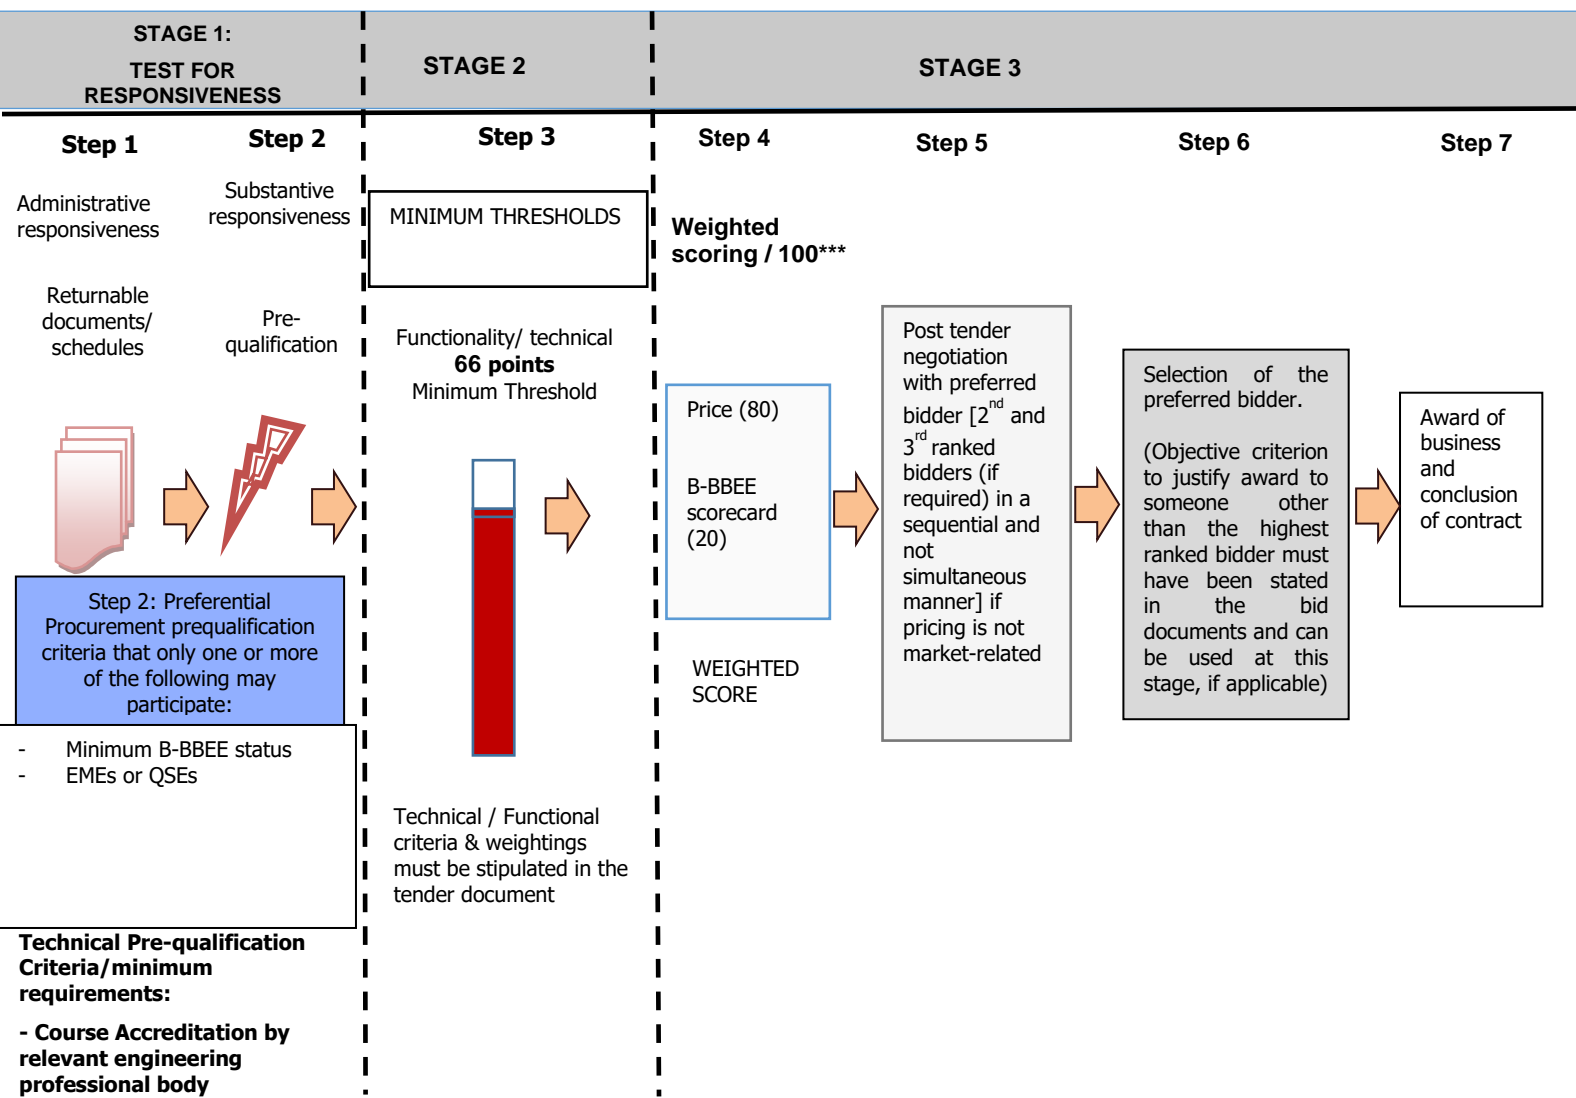 STAGE 1:
TEST FOR
RESPONSIVENESS
STAGE 2
STAGE 3
Step 1
Step 2
Step 3
Step 4
Step 5
Step 6
Step 7
Administrative
responsiveness
Substantive
responsiveness
MINIMUM THRESHOLDS
Weighted
scoring / 100***
Returnable
documents/
schedules
Pre-
qualification
Functionality/ technical
66 points
Minimum Threshold
Price (80)
B-BBEE
scorecard
(20)
WEIGHTED
SCORE
Post tender
negotiation
with preferred
bidder [2nd and
3rd ranked
bidders (if
required) in a
sequential and
not
simultaneous
manner] if
pricing is not
market-related
Selection of the
preferred bidder.
(Objective criterion
to justify award to
someone other
than the highest
ranked bidder must
have been stated
in the bid
documents and can
be used at this
stage, if applicable)
Award of
business
and
conclusion
of contract
Step 2: Preferential
Procurement prequalification
criteria that only one or more
of the following may
participate:
- Minimum B-BBEE status
- EMEs or QSEs
Technical / Functional
criteria & weightings
must be stipulated in the
tender document
Technical Pre-qualification
Criteria/minimum
requirements:
- Course Accreditation by
relevant engineering
professional body